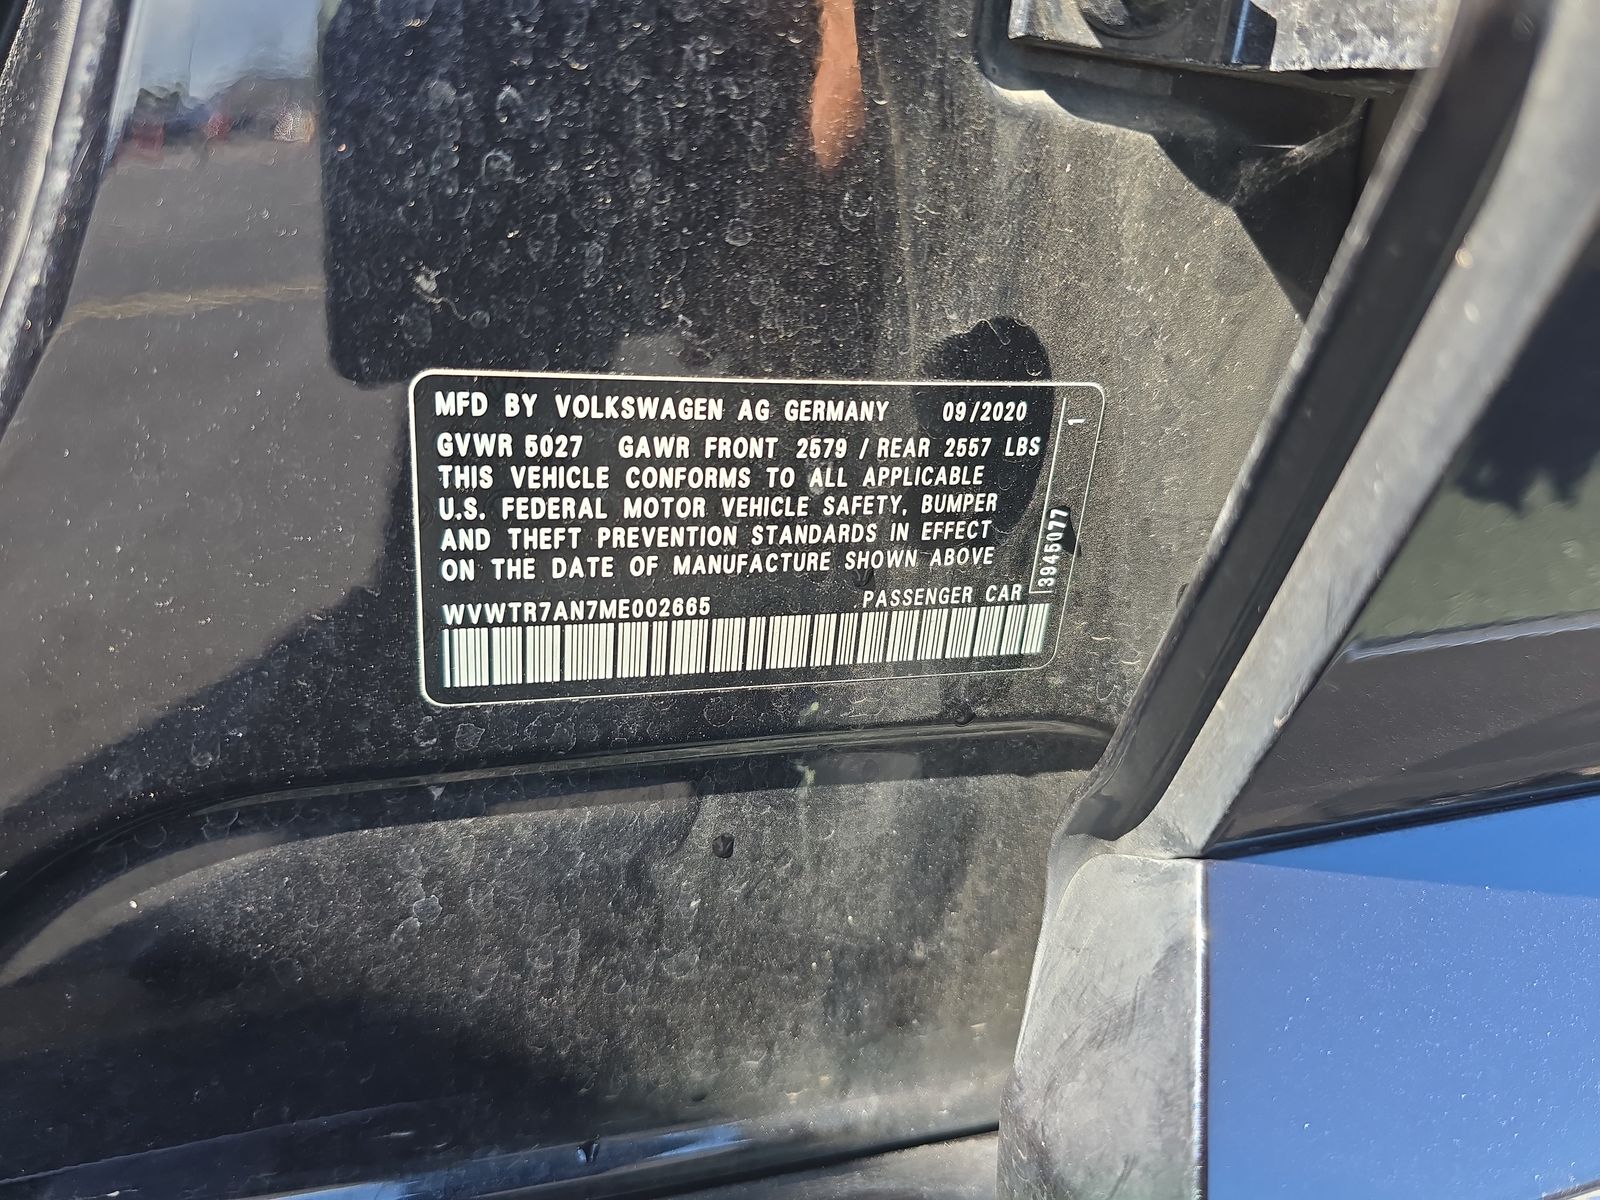 MFD BY VOLKSWAGEN AG GERMANY 09/2020
GVWR 5027 GAWR FRONT 2579 / REAR 2557 LBS
THIS VEHICLE CONFORMS TO ALL APPLICABLE
U.S. FEDERAL MOTOR VEHICLE SAFETY, BUMPER
AND THEFT PREVENTION STANDARDS IN EFFECT
ON THE DATE OF MANUFACTURE SHOWN ABOVE
PASSENGER CAR
WVWTR7AN7ME002665
3945077
1